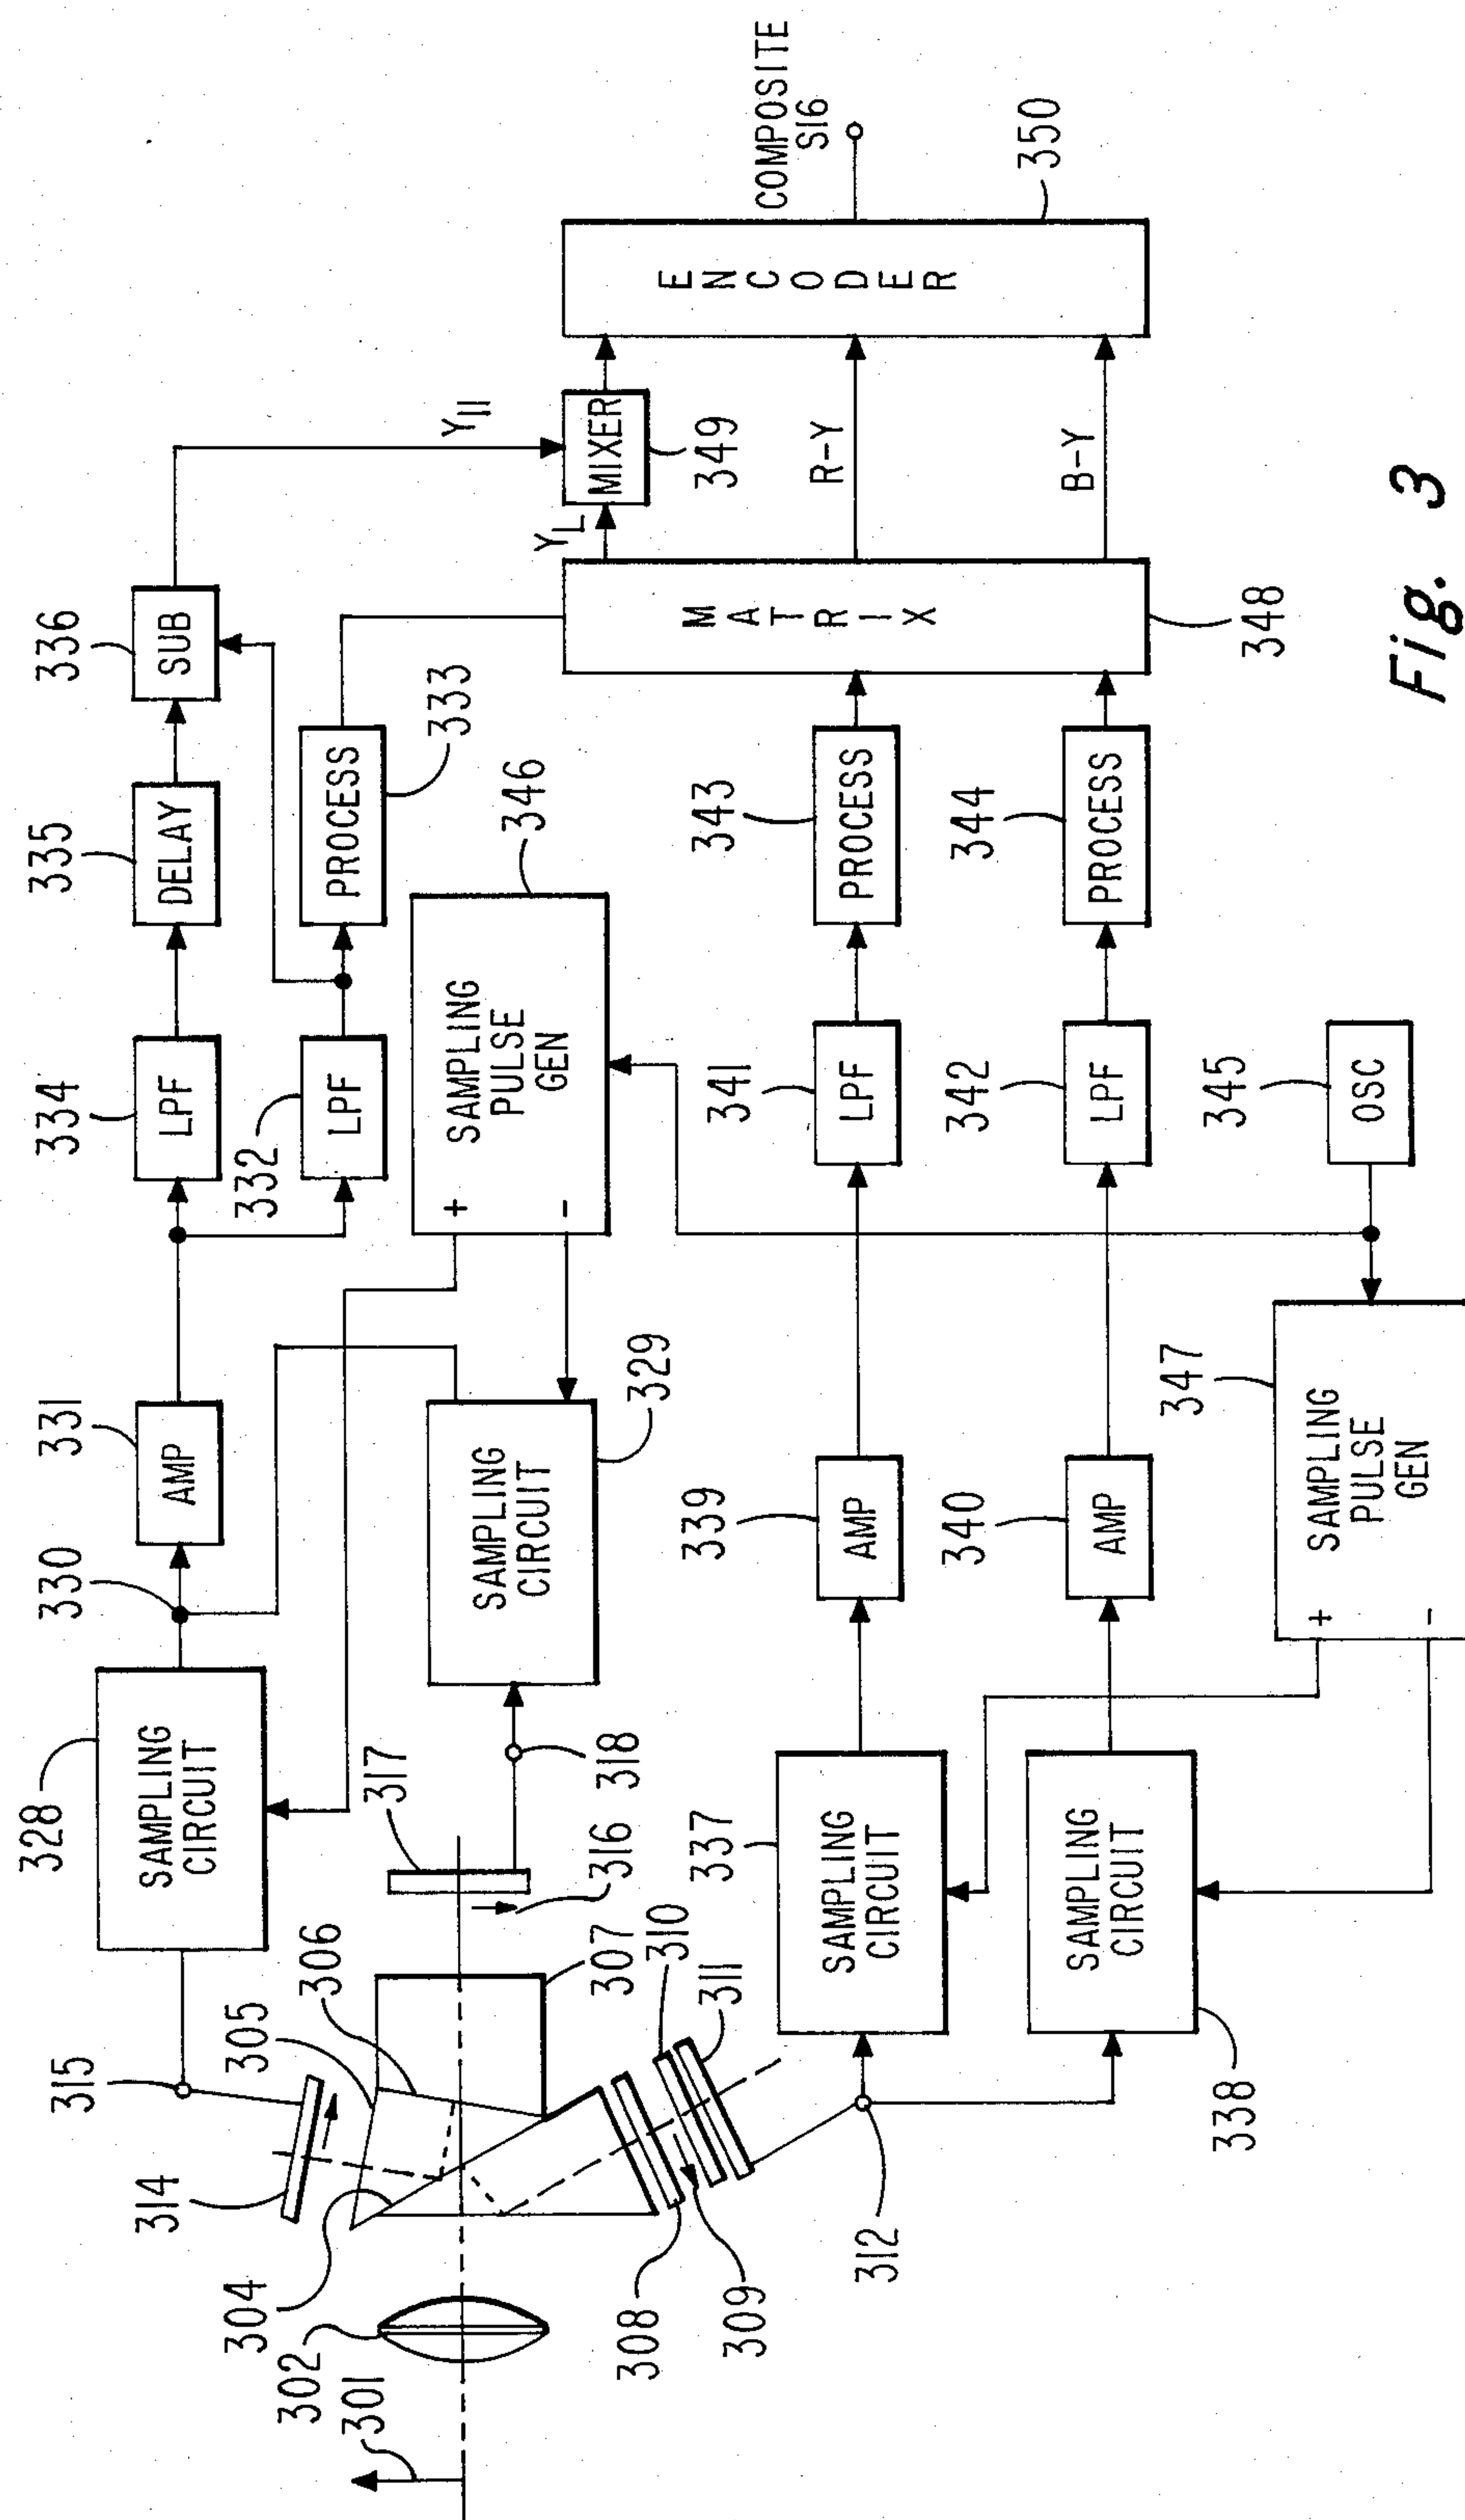 328
SAMPLING
CIRCUIT
330
331
AMP
334
LPF
335
DELAY
336
SUB
332
LPF
PROCESS
333
315
314
305
306
304
302
301
317
318
316
307
310
311
308
309
312
SAMPLING
CIRCUIT
329
SAMPLING
PULSE
GEN
+
-
346
YII
YL
MIXER
349
337
SAMPLING
CIRCUIT
339
AMP
341
LPF
343
PROCESS
338
SAMPLING
CIRCUIT
340
AMP
342
LPF
344
PROCESS
MATRIX
348
R-Y
B-Y
ENCODER
350
COMPOSITE
SI6
347
SAMPLING
PULSE
GEN
+
-
345
OSC
Fig. 3